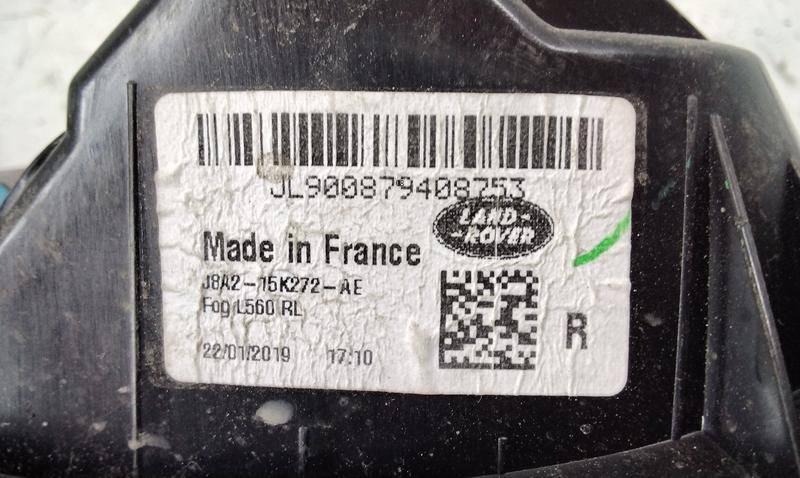 JL900879408753
LAND-
-ROVER
Made in France
J8A2-15K272-AE
Fog L560 RL
22/01/2019 17:10
R